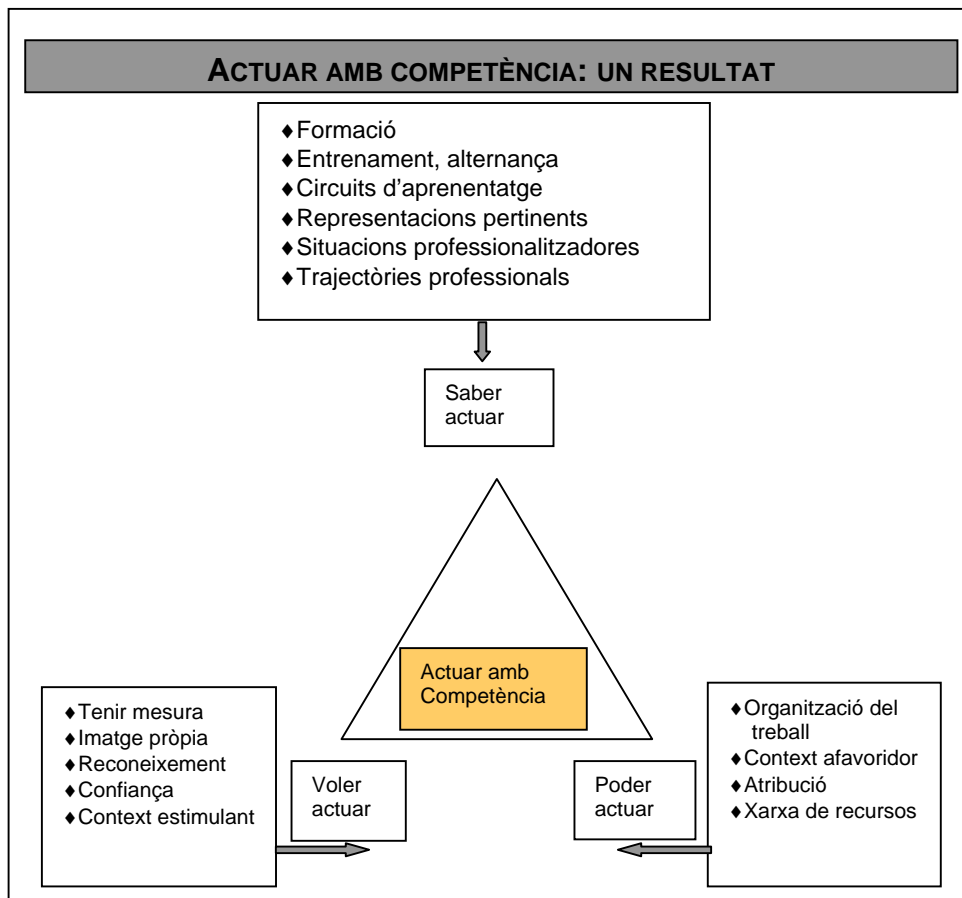 ACTUAR AMB COMPETÈNCIA: UN RESULTAT
♦Formació
♦Entrenament, alternança
♦Circuits d'aprenentatge
♦Representacions pertinents
♦Situacions professionalitzadores
♦Trajectòries professionals
Saber
actuar
Actuar amb
Competència
♦Tenir mesura
♦Imatge pròpia
♦Reconeixement
♦Confiança
♦Context estimulant
Voler
actuar
Poder
actuar
♦Organització del
treball
♦Context afavoridor
♦Atribució
♦Xarxa de recursos